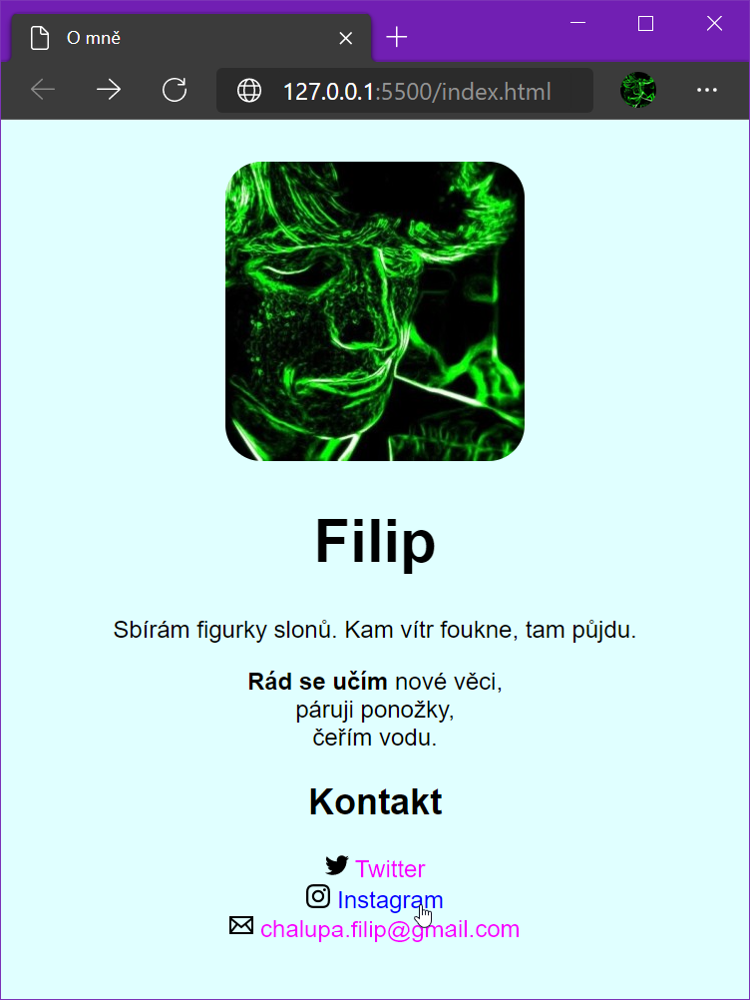 O mně
127.0.0.1:5500/index.html
Filip
Sbírám figurky slonů. Kam vítr foukne, tam půjdu.
Rád se učím nové věci,
páruji ponožky,
čeřím vodu.
Kontakt
Twitter
Instagram
chalupa.filip@gmail.com